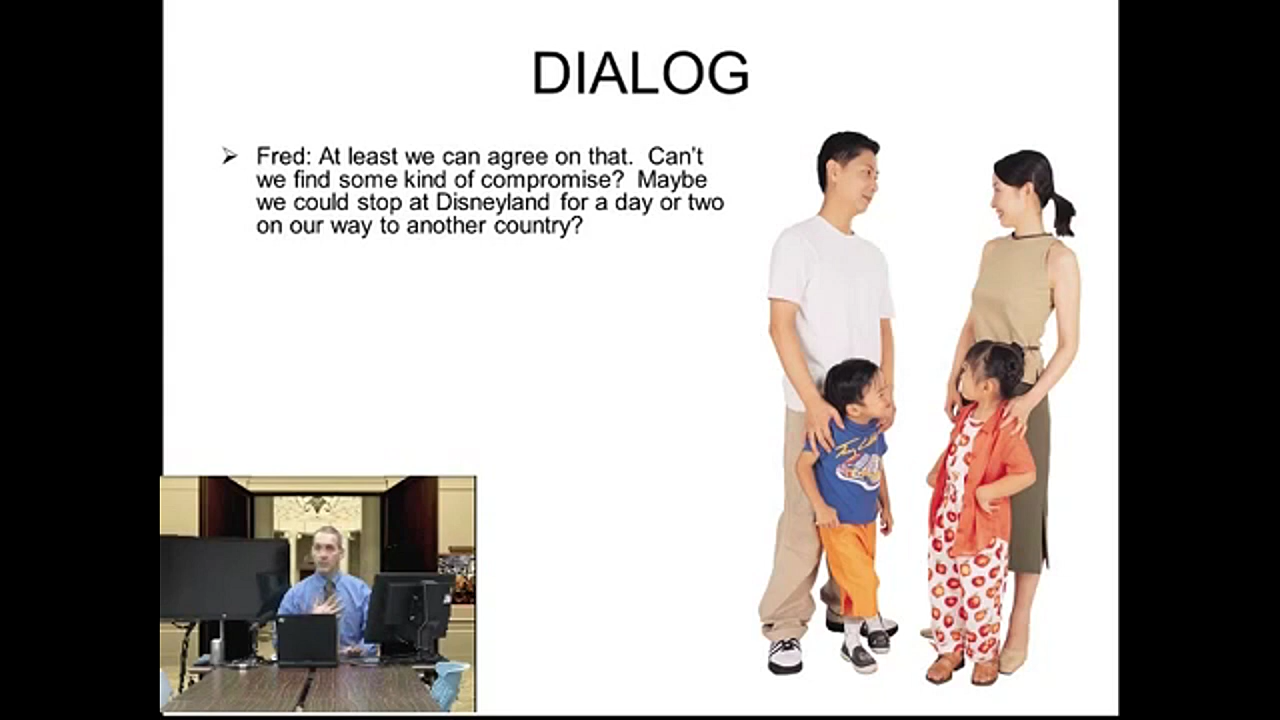 DIALOG
Fred: At least we can agree on that.  Can't
we find some kind of compromise?  Maybe
we could stop at Disneyland for a day or two
on our way to another country?